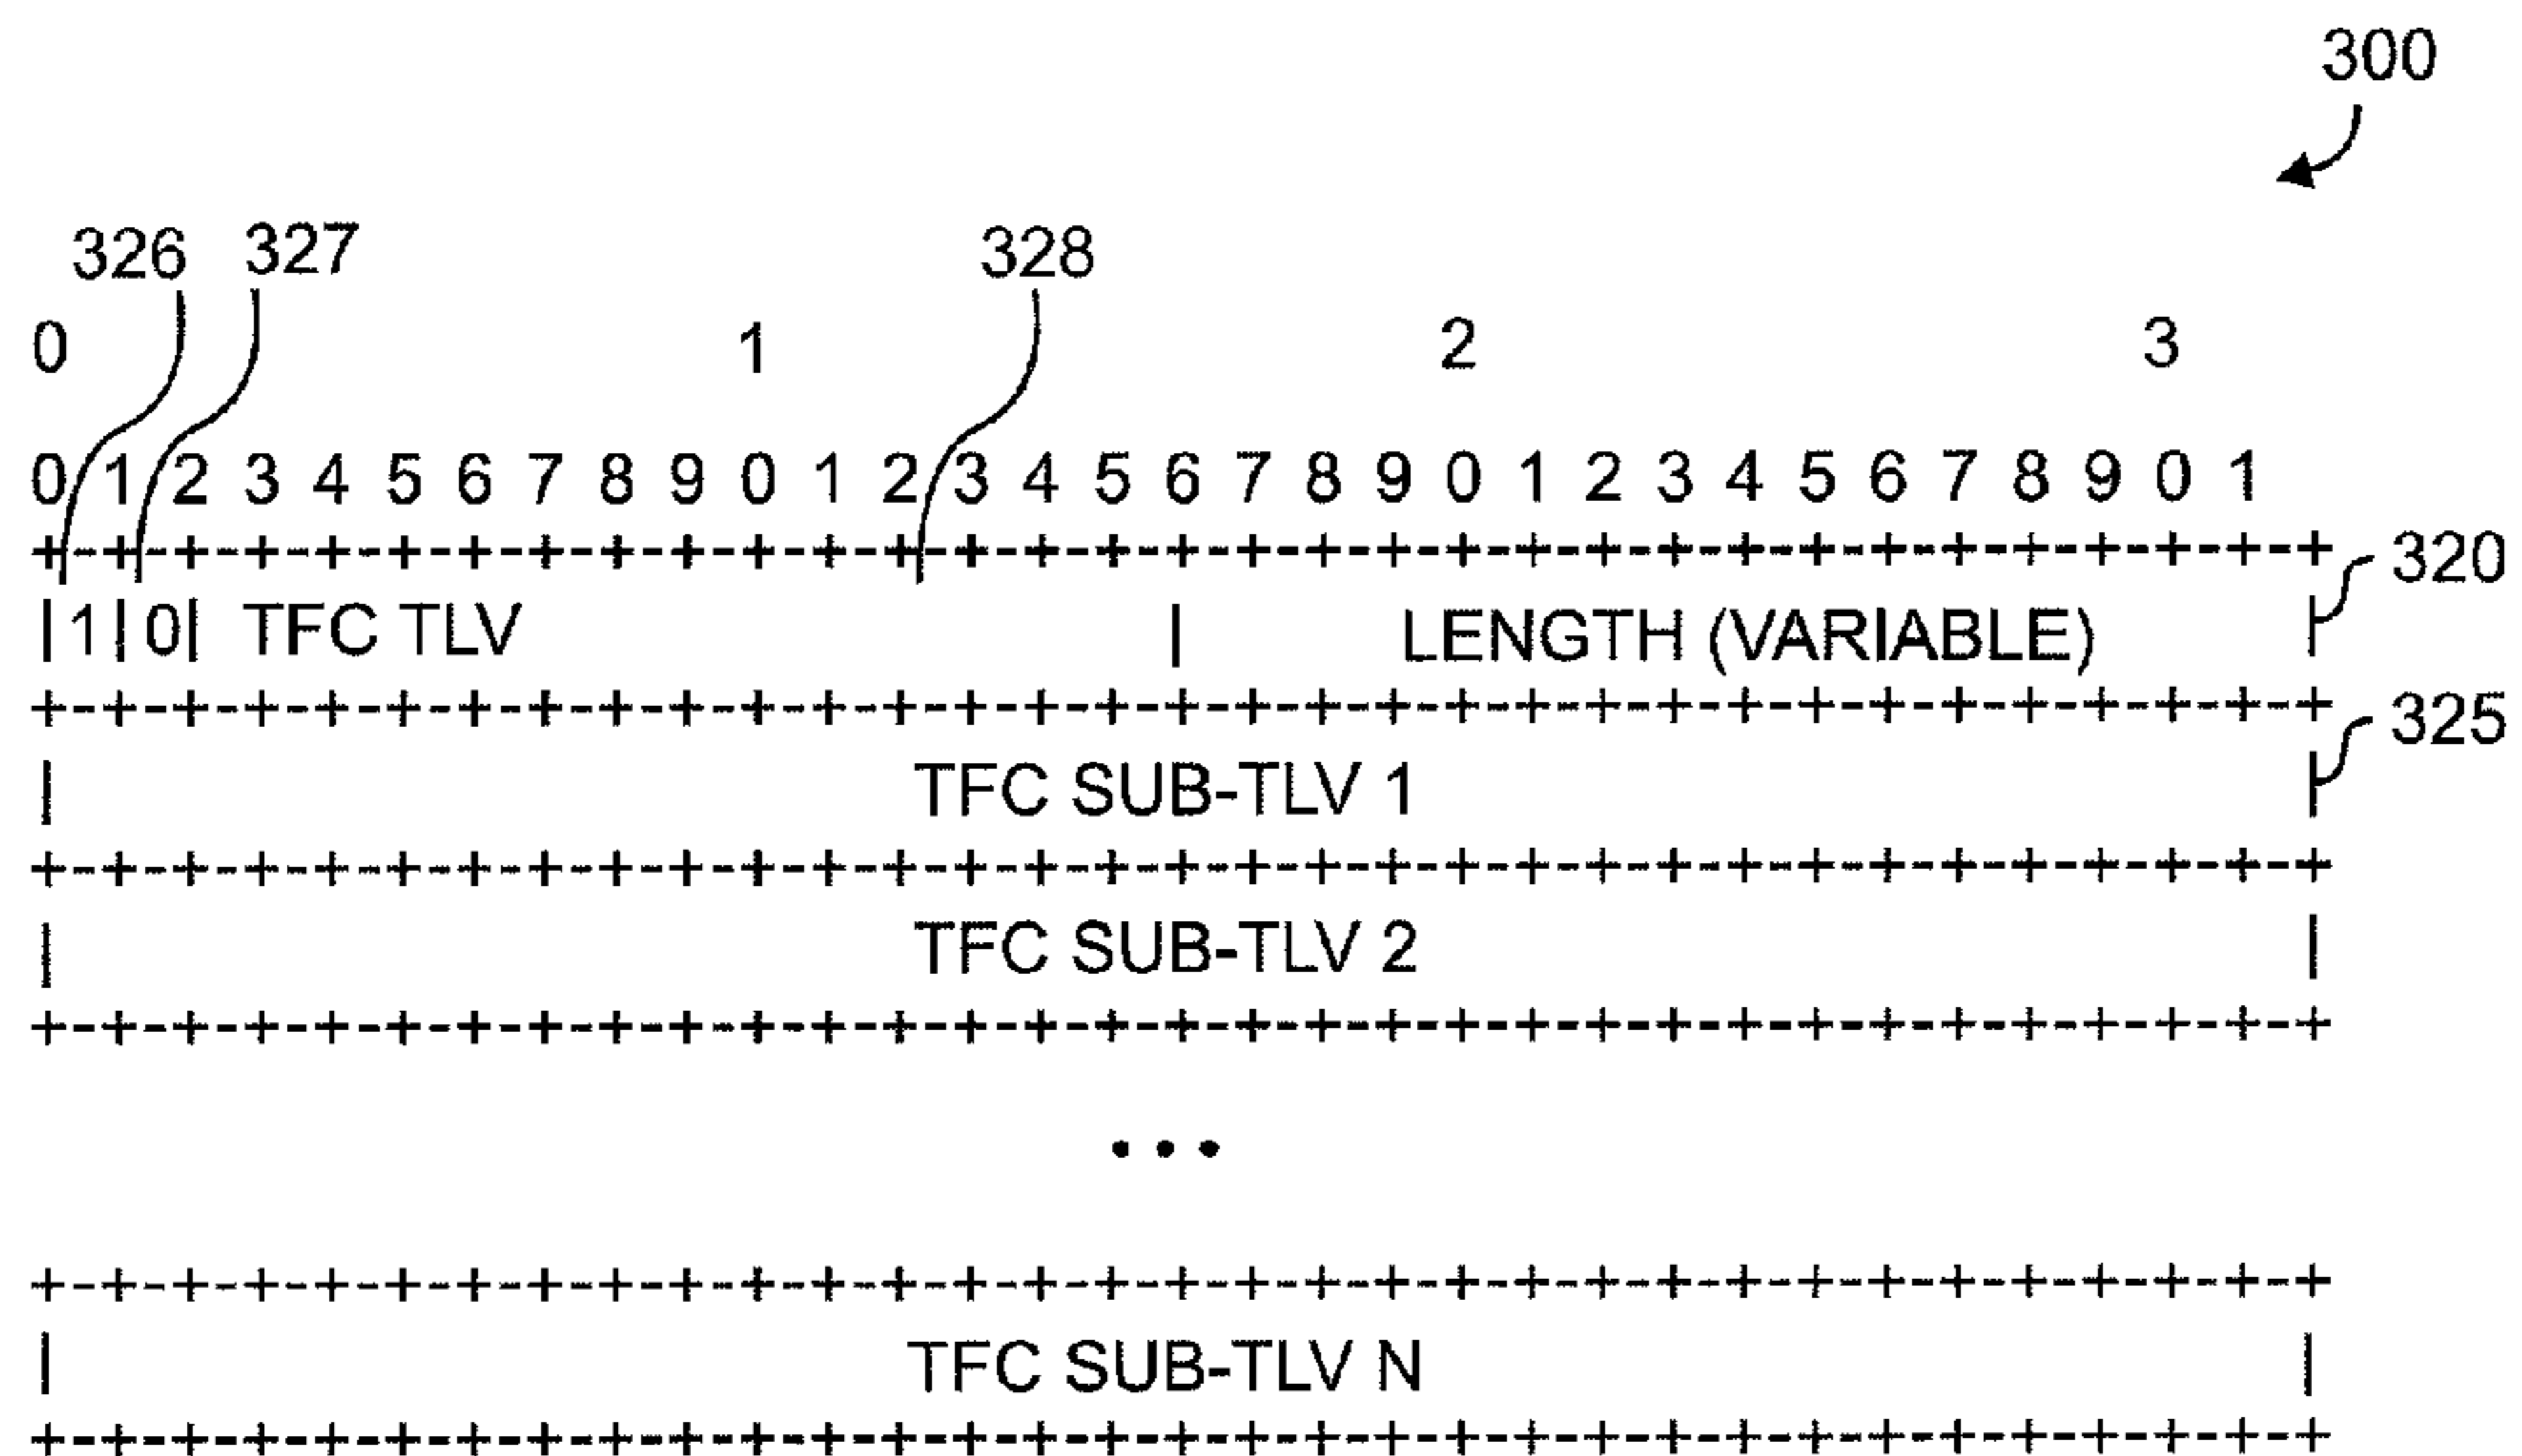 300
326 327 328
0 1 2 3
0 1 2 3 4 5 6 7 8 9 0 1 2 3 4 5 6 7 8 9 0 1 2 3 4 5 6 7 8 9 0 1
+-+-+-+-+-+-+-+-+-+-+-+-+-+-+-+-+-+-+-+-+-+-+-+-+-+-+-+-+-+-+-+-+ 320
|1|0| TFC TLV | LENGTH (VARIABLE) |
+-+-+-+-+-+-+-+-+-+-+-+-+-+-+-+-+-+-+-+-+-+-+-+-+-+-+-+-+-+-+-+-+ 325
| TFC SUB-TLV 1 |
+-+-+-+-+-+-+-+-+-+-+-+-+-+-+-+-+-+-+-+-+-+-+-+-+-+-+-+-+-+-+-+-+
| TFC SUB-TLV 2 |
+-+-+-+-+-+-+-+-+-+-+-+-+-+-+-+-+-+-+-+-+-+-+-+-+-+-+-+-+-+-+-+-+
...
+-+-+-+-+-+-+-+-+-+-+-+-+-+-+-+-+-+-+-+-+-+-+-+-+-+-+-+-+-+-+-+-+
| TFC SUB-TLV N |
+-+-+-+-+-+-+-+-+-+-+-+-+-+-+-+-+-+-+-+-+-+-+-+-+-+-+-+-+-+-+-+-+